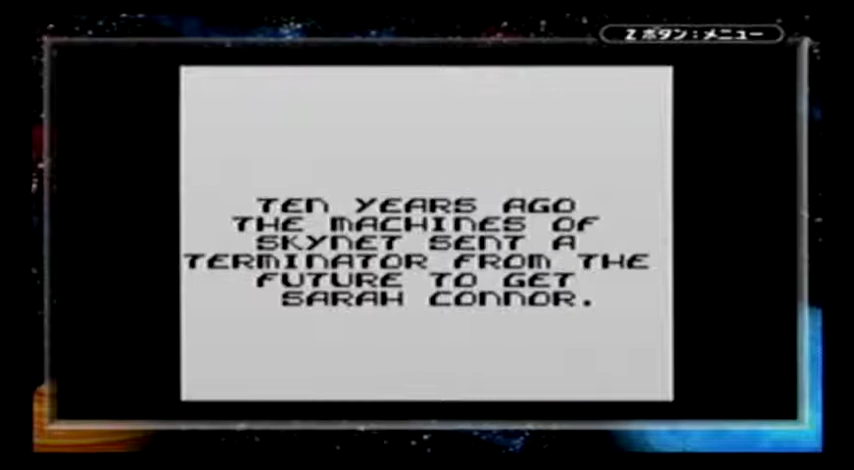 Zボタン:メニュー
TEN YEARS AGO
THE MACHINES OF
SKYNET SENT A
TERMINATOR FROM THE
FUTURE TO GET
SARAH CONNOR.